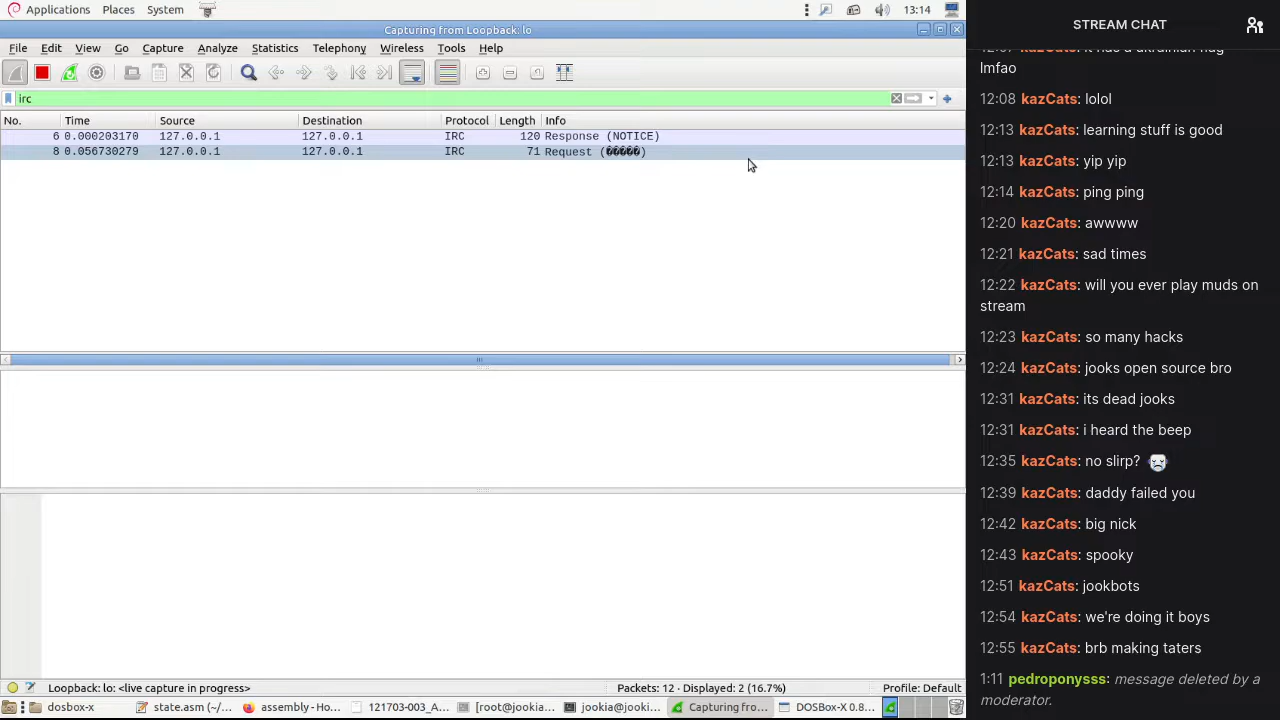 Applications Places System 13:14
Capturing from Loopback: lo
File Edit View Go Capture Analyze Statistics Telephony Wireless Tools Help
irc
No. Time Source Destination Protocol Length Info
6 0.000203170 127.0.0.1 127.0.0.1 IRC 120 Response (NOTICE)
8 0.056730279 127.0.0.1 127.0.0.1 IRC 71 Request (�����)
Loopback: lo: <live capture in progress> Packets: 12 · Displayed: 2 (16.7%) Profile: Default
dosbox-x state.asm (~/... assembly-Ha... 121703-003_A... [root@jookia... jookia@jooki... Capturing fro... DOSBox-X 0.8...
STREAM CHAT
lmfao
12:08 kazCats: lolol
12:13 kazCats: learning stuff is good
12:13 kazCats: yip yip
12:14 kazCats: ping ping
12:20 kazCats: awwww
12:21 kazCats: sad times
12:22 kazCats: will you ever play muds on
stream
12:23 kazCats: so many hacks
12:24 kazCats: jooks open source bro
12:31 kazCats: its dead jooks
12:31 kazCats: i heard the beep
12:35 kazCats: no slirp?
12:39 kazCats: daddy failed you
12:42 kazCats: big nick
12:43 kazCats: spooky
12:51 kazCats: jookbots
12:54 kazCats: we're doing it boys
12:55 kazCats: brb making taters
1:11 pedroponysss: message deleted by a
moderator.